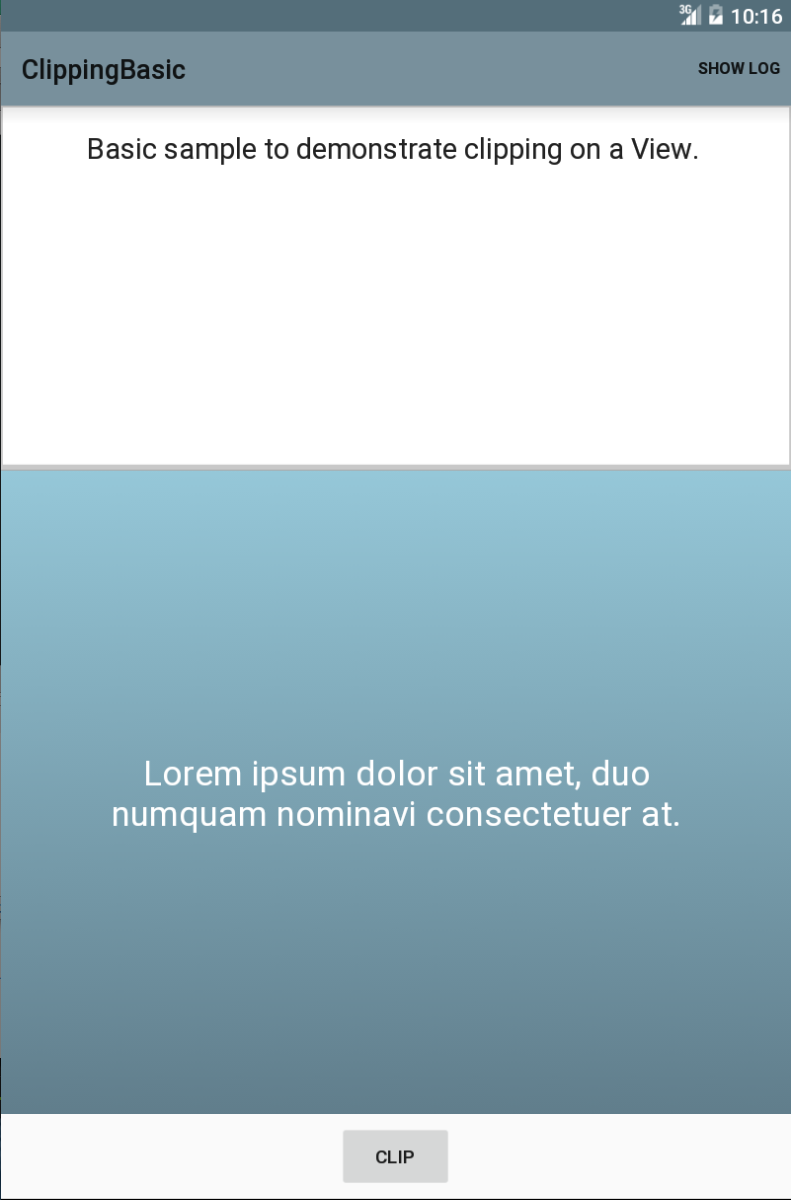 3G 10:16
ClippingBasic SHOW LOG
Basic sample to demonstrate clipping on a View.
Lorem ipsum dolor sit amet, duo
numquam nominavi consectetuer at.
CLIP